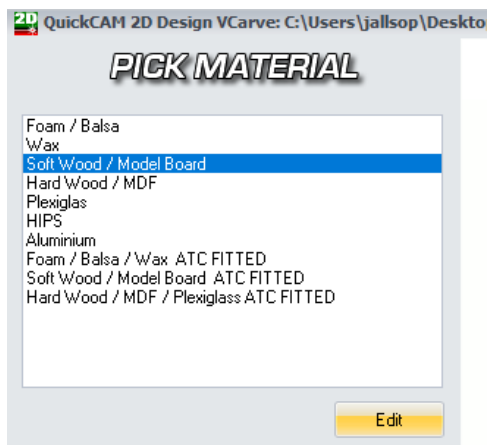 2D QuickCAM 2D Design VCarve: C:\Users\jallsop\Deskto
PICK MATERIAL
Foam / Balsa
Wax
Soft Wood / Model Board
Hard Wood / MDF
Plexiglas
HIPS
Aluminium
Foam / Balsa / Wax ATC FITTED
Soft Wood / Model Board ATC FITTED
Hard Wood / MDF / Plexiglass ATC FITTED
Edit